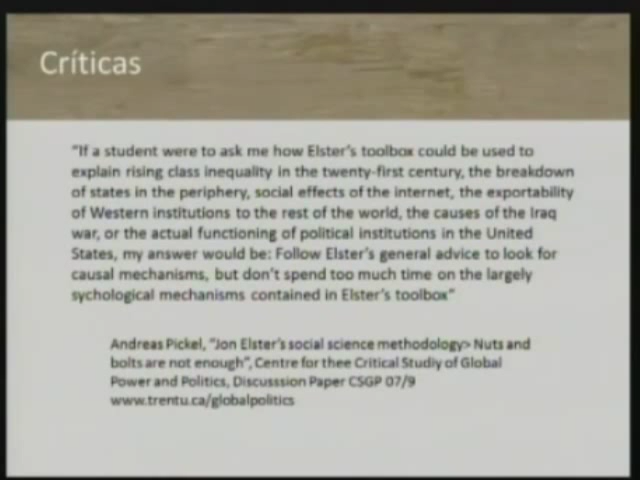 Críticas
"If a student were to ask me how Elster's toolbox could be used to
explain rising class inequality in the twenty-first century, the breakdown
of states in the periphery, social effects of the internet, the exportability
of Western institutions to the rest of the world, the causes of the Iraq
war, or the actual functioning of political institutions in the United
States, my answer would be: Follow Elster's general advice to look for
causal mechanisms, but don't spend too much time on the largely
sychological mechanisms contained in Elster's toolbox"
Andreas Pickel, "Jon Elster's social science methodology> Nuts and
bolts are not enough", Centre for thee Critical Studiy of Global
Power and Politics, Discusssion Paper CSGP 07/9
www.trentu.ca/globalpolitics